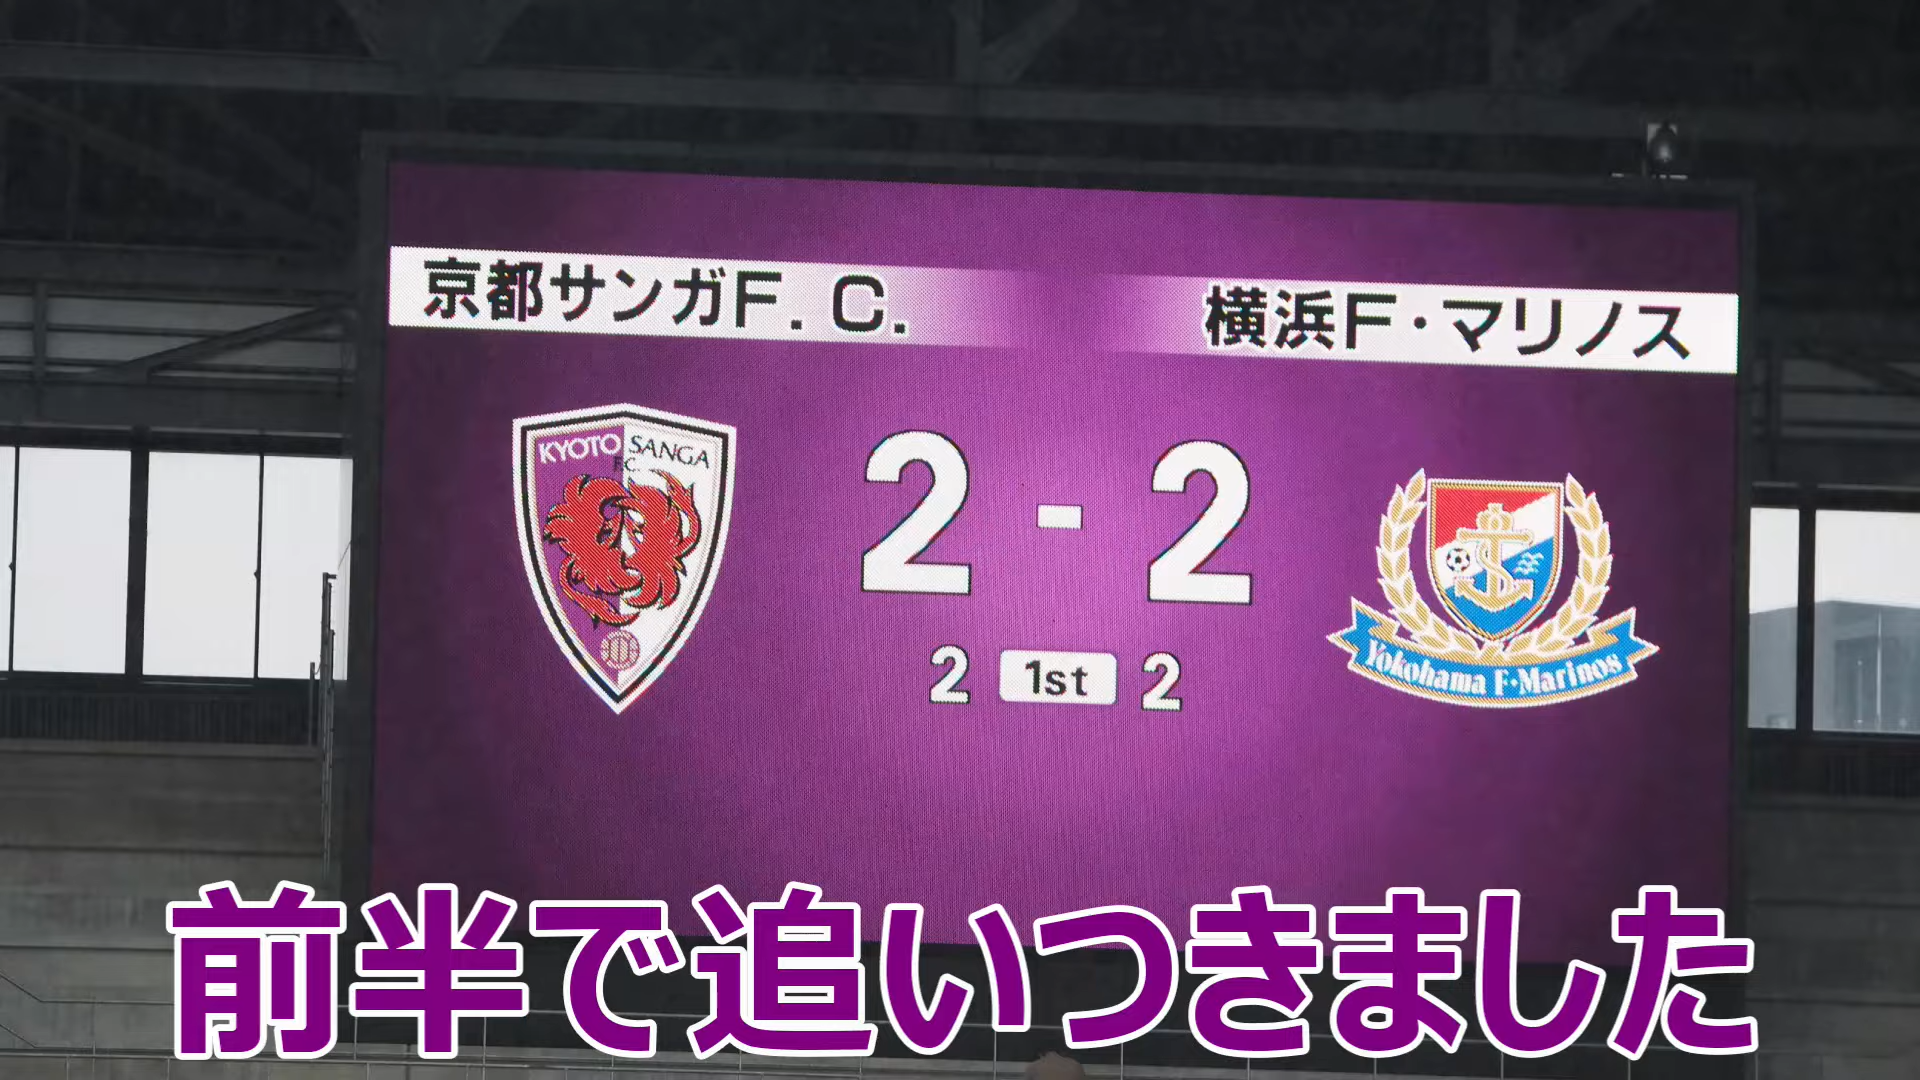 京都サンガF.C.
横浜F・マリノス
KYOTO SANGA
F.C.
2 - 2
2 1st 2
Yokohama F・Marinos
前半で追いつきました